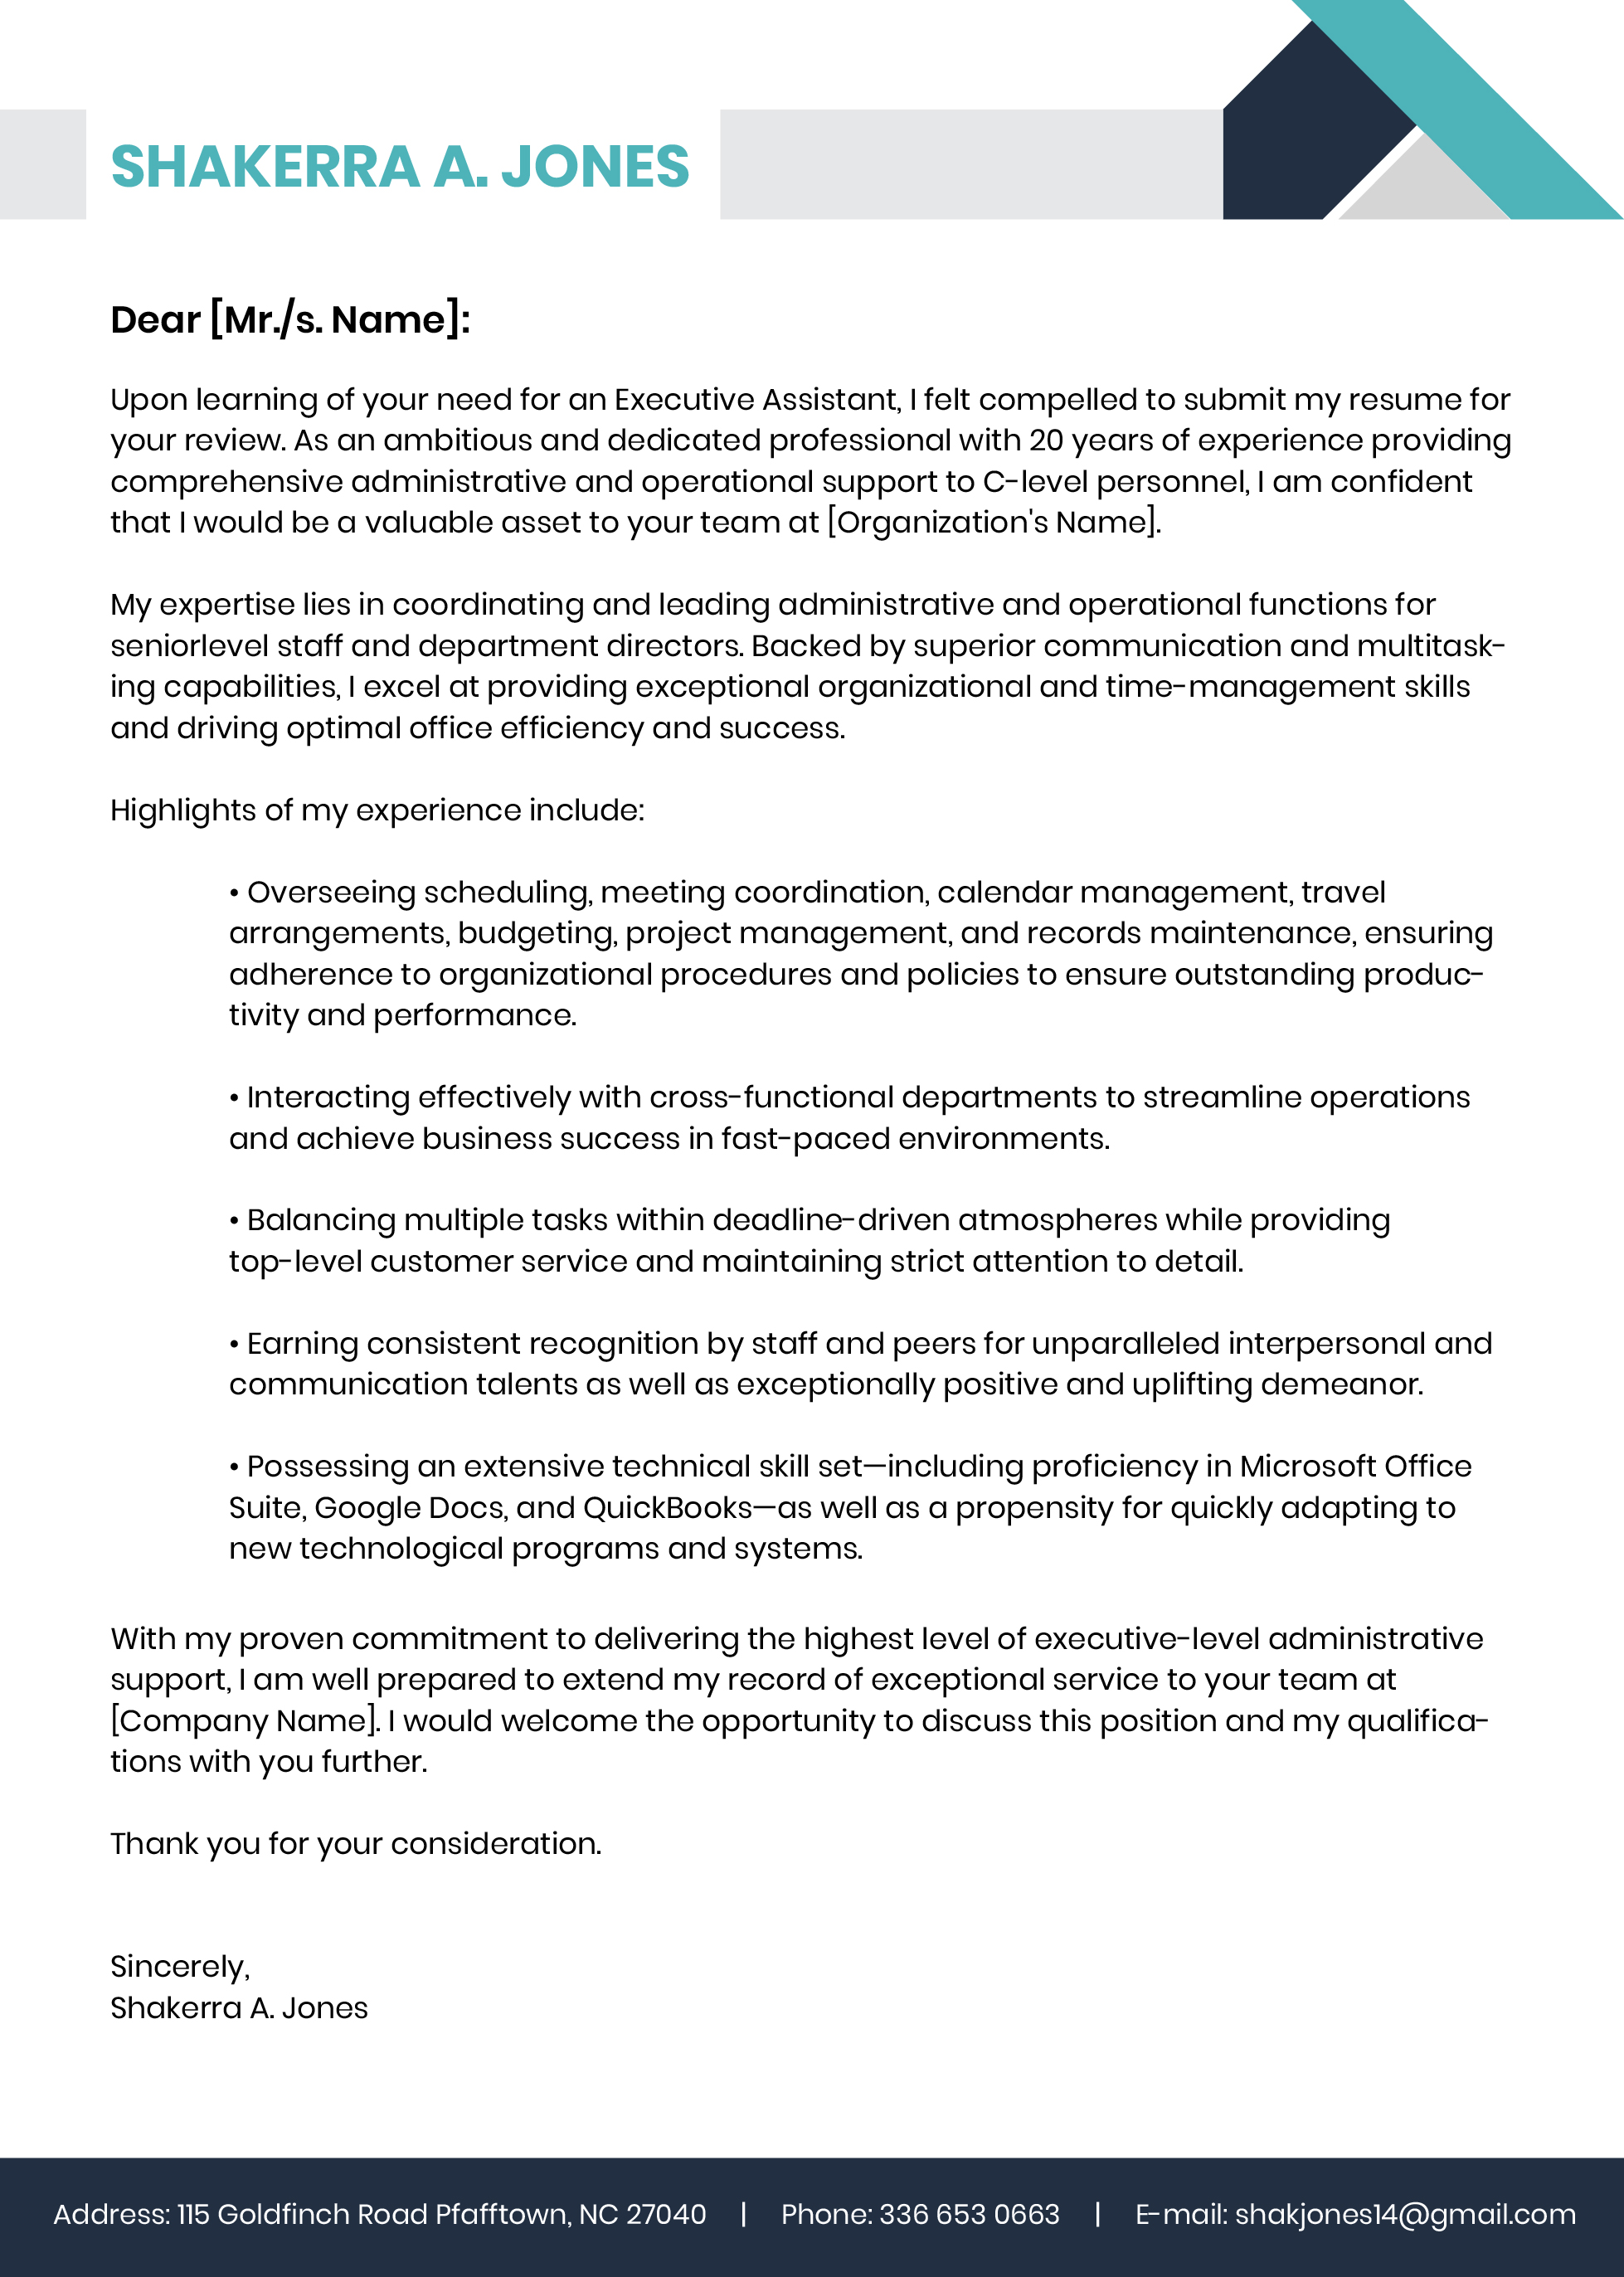 SHAKERRA A. JONES
Dear [Mr./s. Name]:
Upon learning of your need for an Executive Assistant, I felt compelled to submit my resume for
your review. As an ambitious and dedicated professional with 20 years of experience providing
comprehensive administrative and operational support to C-level personnel, I am confident
that I would be a valuable asset to your team at [Organization's Name].
My expertise lies in coordinating and leading administrative and operational functions for
seniorlevel staff and department directors. Backed by superior communication and multitask-
ing capabilities, I excel at providing exceptional organizational and time-management skills
and driving optimal office efficiency and success.
Highlights of my experience include:
• Overseeing scheduling, meeting coordination, calendar management, travel
arrangements, budgeting, project management, and records maintenance, ensuring
adherence to organizational procedures and policies to ensure outstanding produc-
tivity and performance.
• Interacting effectively with cross-functional departments to streamline operations
and achieve business success in fast-paced environments.
• Balancing multiple tasks within deadline-driven atmospheres while providing
top-level customer service and maintaining strict attention to detail.
• Earning consistent recognition by staff and peers for unparalleled interpersonal and
communication talents as well as exceptionally positive and uplifting demeanor.
• Possessing an extensive technical skill set—including proficiency in Microsoft Office
Suite, Google Docs, and QuickBooks—as well as a propensity for quickly adapting to
new technological programs and systems.
With my proven commitment to delivering the highest level of executive-level administrative
support, I am well prepared to extend my record of exceptional service to your team at
[Company Name]. I would welcome the opportunity to discuss this position and my qualifica-
tions with you further.
Thank you for your consideration.
Sincerely,
Shakerra A. Jones
Address: 115 Goldfinch Road Pfafftown, NC 27040 | Phone: 336 653 0663 | E-mail: shakjones14@gmail.com